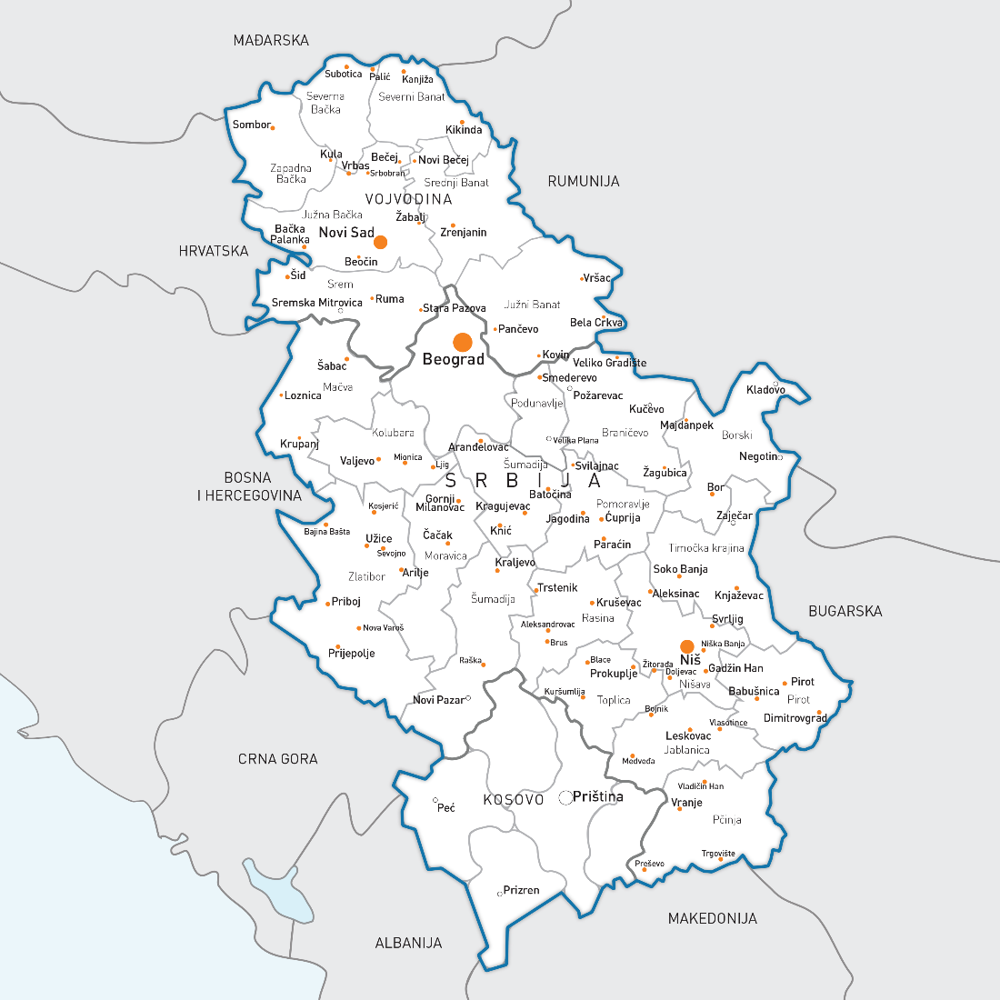 MAĐARSKA
Subotica
Palić
Kanjiža
Severna
Bačka
Severni Banat
Sombor
Kikinda
Kula
Vrbas
Bečej
Srbobran
Novi Bečej
Zapadna
Bačka
Srednji Banat
RUMUNIJA
VOJVODINA
Južna Bačka
Žabalj
Bačka
Palanka
Novi Sad
Zrenjanin
HRVATSKA
Beočin
Šid
Srem
Vršac
Sremska Mitrovica
Ruma
Stara Pazova
Južni Banat
Pančevo
Bela Crkva
Beograd
Kovin
Veliko Gradište
Šabac
Smederevo
Mačva
Loznica
Podunavlje
Požarevac
Kladovo
Kučevo
Majdanpek
Kolubara
Braničevo
Borski
Krupanj
Aranđelovac
Velika Plana
Valjevo
Mionica
Ljig
Šumadija
Svilajnac
Žagubica
Negotin
BOSNA
I HERCEGOVINA
SRBIJA
Bor
Kosjerić
Gornji
Milanovac
Batočina
Kragujevac
Pomoravlje
Jagodina
Ćuprija
Zaječar
Bajina Bašta
Užice
Sevojno
Čačak
Knić
Paraćin
Timočka krajina
Moravica
Kraljevo
Zlatibor
Arilje
Soko Banja
Priboj
Šumadija
Trstenik
Kruševac
Aleksinac
Knjaževac
Rasina
BUGARSKA
Nova Varoš
Aleksandrovac
Svrljig
Prijepolje
Brus
Niška Banja
Raška
Blace
Prokuplje
Žitorađa
Niš
Doljevac
Gadžin Han
Nišava
Pirot
Novi Pazar
Kuršumlija
Toplica
Babušnica
Pirot
Bojnik
Dimitrovgrad
Vlasotince
Leskovac
Jablanica
CRNA GORA
Medveđa
Vladičin Han
Peć
KOSOVO
Priština
Vranje
Pčinja
Trgovište
Preševo
Prizren
MAKEDONIJA
ALBANIJA